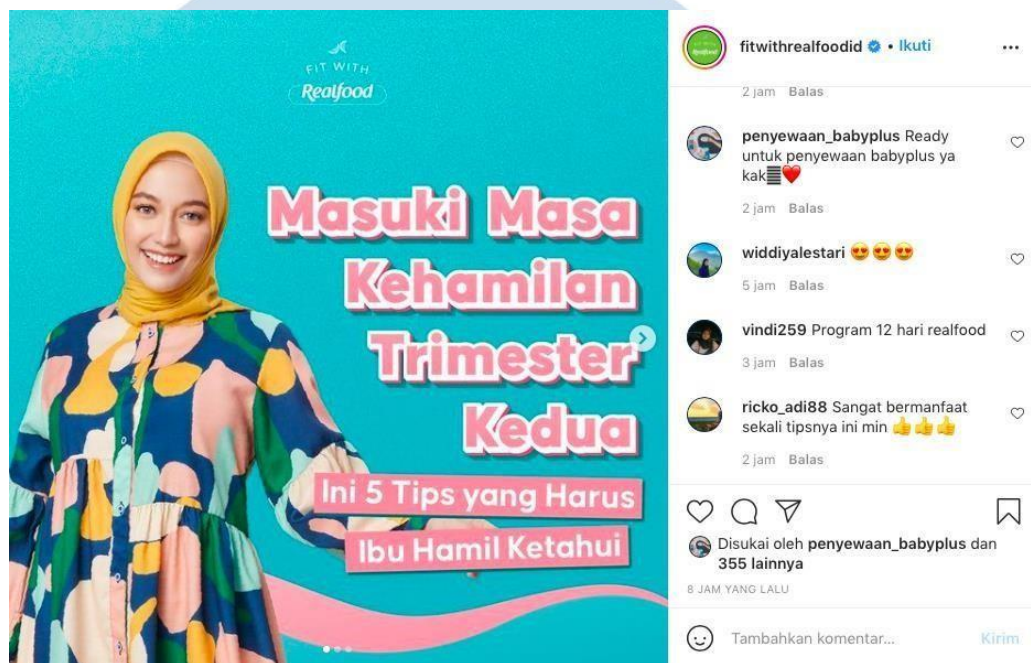 FIT WITH
Realfood
Masuki Masa
Kehamilan
Trimester
Kedua
Ini 5 Tips yang Harus
Ibu Hamil Ketahui
fitwithrealfoodid • Ikuti
2 jam Balas
penyewaan_babyplus Ready
untuk penyewaan babyplus ya
kak
2 jam Balas
widdiyalestari 😍😍😍
5 jam Balas
vindi259 Program 12 hari realfood
3 jam Balas
ricko_adi88 Sangat bermanfaat
sekali tipsnya ini min 👍👍👍
2 jam Balas
Disukai oleh penyewaan_babyplus dan
355 lainnya
8 JAM YANG LALU
Tambahkan komentar... Kirim